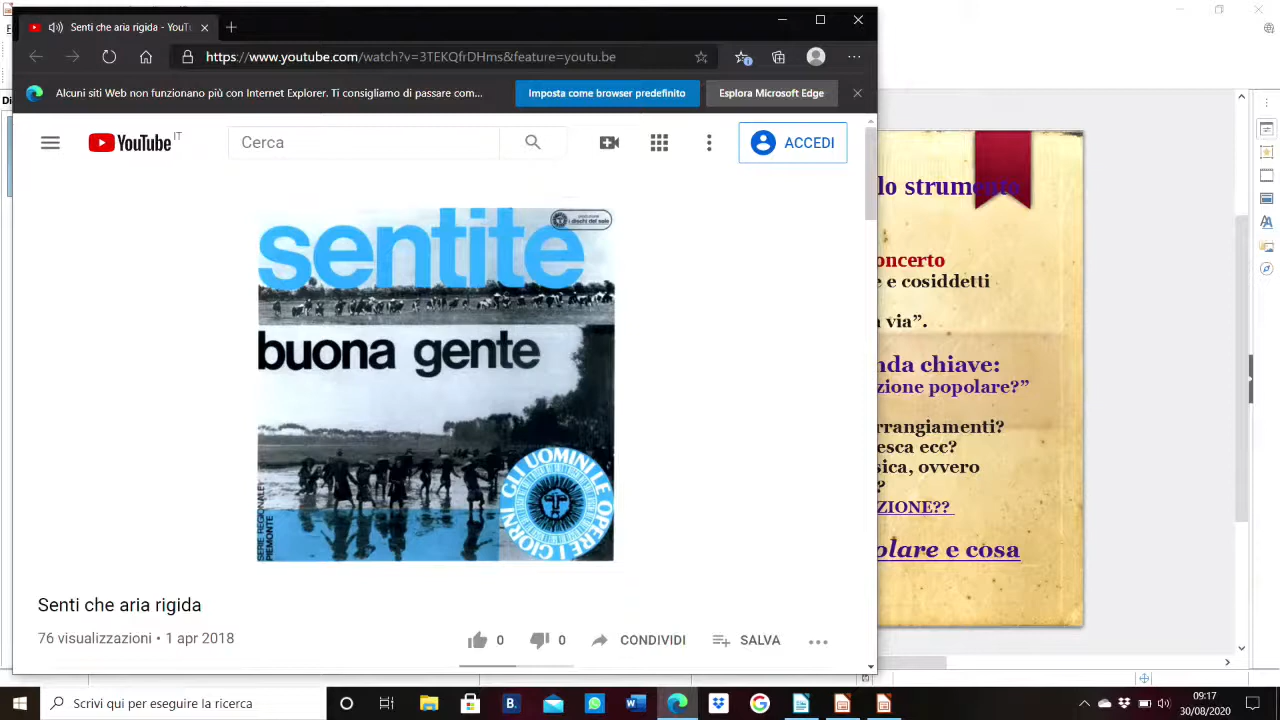 Senti che aria rigida - YouTu
https://www.youtube.com/watch?v=3TEKQfrDHms&feature=youtu.be
Alcuni siti Web non funzionano più con Internet Explorer. Ti consigliamo di passare com...
Imposta come browser predefinito
Esplora Microsoft Edge
Di
YouTube IT
Cerca
ACCEDI
lo strumento
oncerto
e e cosiddetti
a via”.
nda chiave:
zione popolare?”
rrangiamenti?
esca ecc?
sica, ovvero
?
ZIONE??
olare e cosa
produzione
i dischi del sole
sentite
buona gente
SERIE REGIONALE/
PIEMONTE
GLI UOMINI LE OPERE I GIORNI
Senti che aria rigida
76 visualizzazioni • 1 apr 2018
0
0
CONDIVIDI
SALVA
Scrivi qui per eseguire la ricerca
B.
09:17
30/08/2020